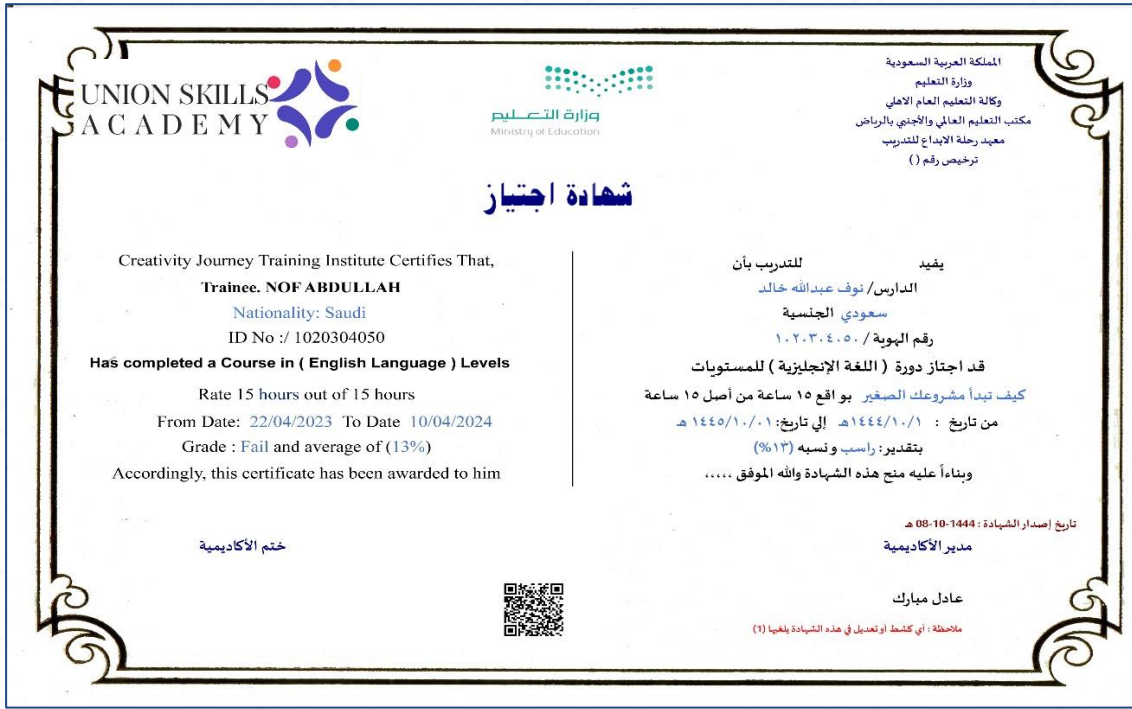 UNION SKILLS
ACADEMY
وزارة التعليم
Ministry of Education
المملكة العربية السعودية
وزارة التعليم
وكالة التعليم العام الاهلي
مكتب التعليم العالمي والأجنبي بالرياض
معهد رحلة الابداع للتدريب
ترخيص رقم ( )
شهادة اجتياز
Creativity Journey Training Institute Certifies That,
Trainee. NOF ABDULLAH
Nationality: Saudi
ID No :/ 1020304050
Has completed a Course in ( English Language ) Levels
Rate 15 hours out of 15 hours
From Date: 22/04/2023 To Date 10/04/2024
Grade : Fail and average of (13%)
Accordingly, this certificate has been awarded to him
يفيد للتدريب بأن
الدارس/ نوف عبدالله خالد
سعودي الجنسية
رقم الهوية / ١٠٢٠٣٠٤٠٥٠
قد اجتاز دورة ( اللغة الإنجليزية ) للمستويات
كيف تبدأ مشروعك الصغير بو اقع ١٥ ساعة من أصل ١٥ ساعة
من تاريخ : ١٤٤٤/١٠/١هـ إلي تاريخ: ١٤٤٥/١٠/٠١ هـ
بتقدير: راسب و نسبه (١٣%)
وبناءاً عليه منح هذه الشهادة والله الموفق .....
تاريخ إصدار الشهادة : 1444-10-08 هـ
مدير الأكاديمية
ختم الأكاديمية
عادل مبارك
ملاحظة : أي كشط أو تعديل في هذه الشهادة يلغيها (1)